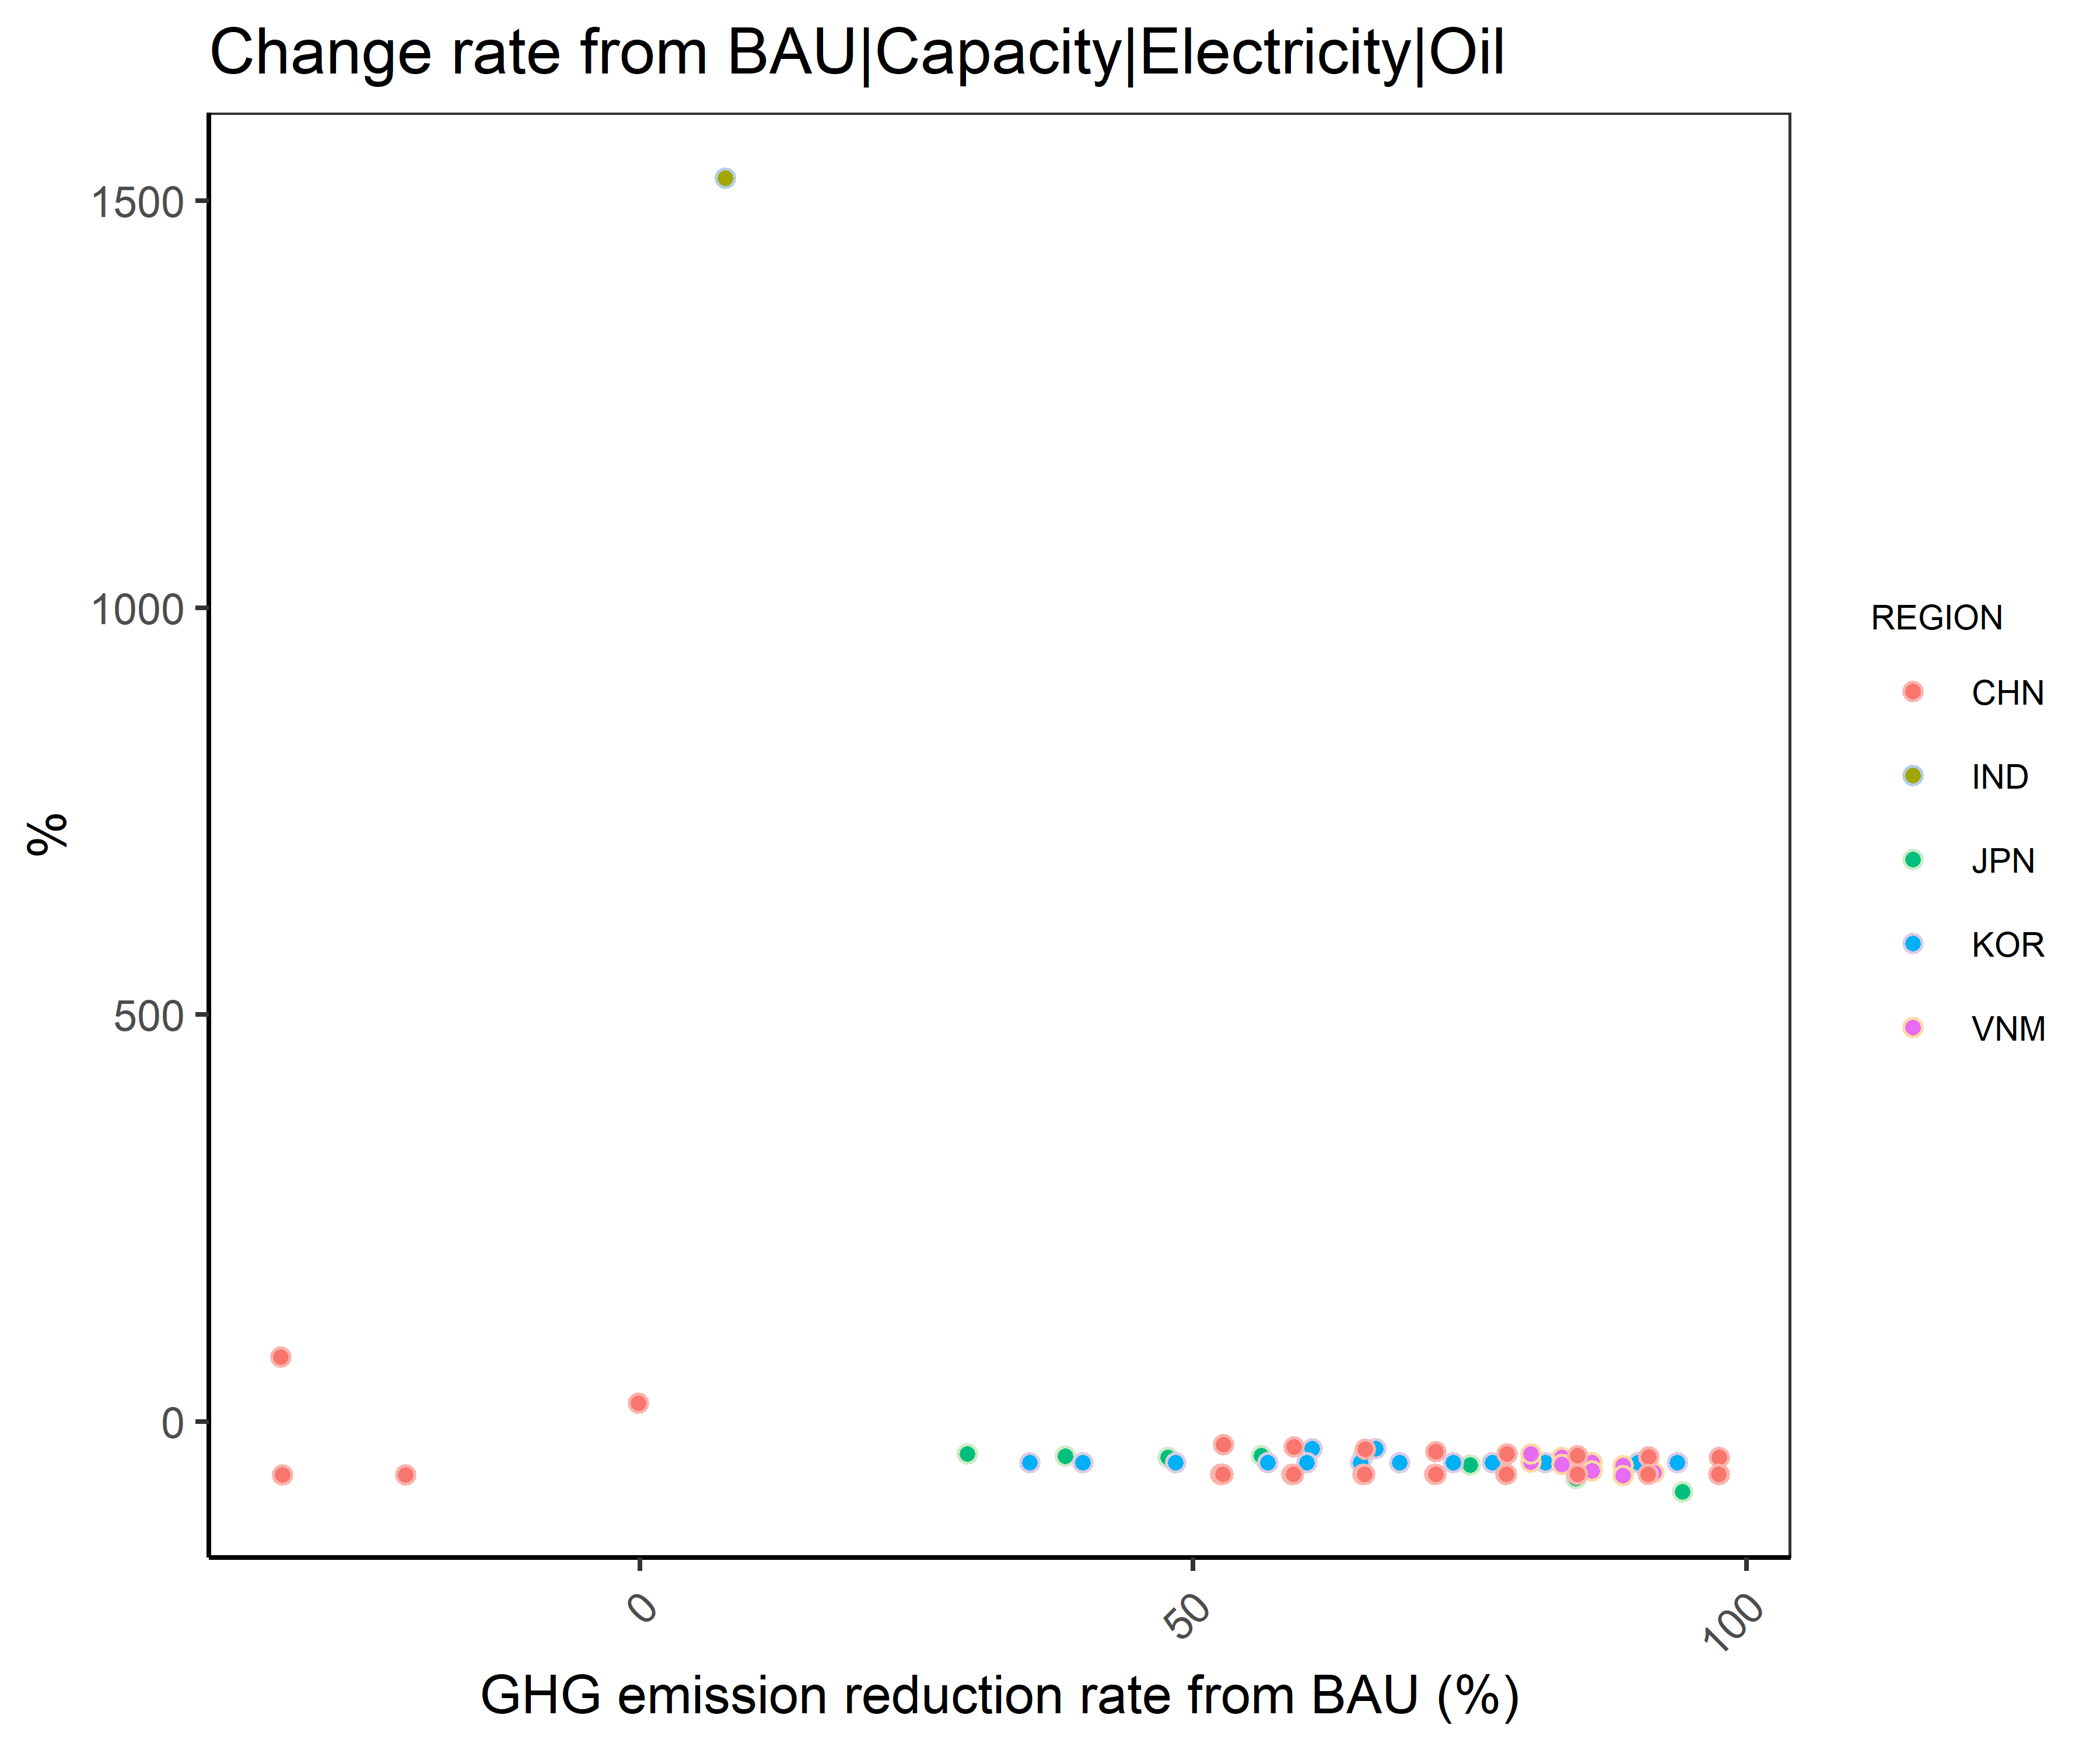 Change rate from BAU|Capacity|Electricity|Oil
%
1500
1000
500
0
0
50
100
GHG emission reduction rate from BAU (%)
REGION
CHN
IND
JPN
KOR
VNM